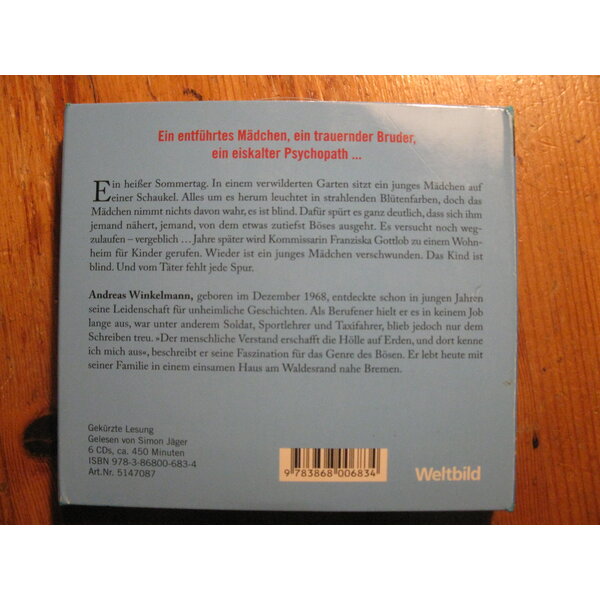 Ein entführtes Mädchen, ein trauernder Bruder,
ein eiskalter Psychopath ...
Ein heißer Sommertag. In einem verwilderten Garten sitzt ein junges Mädchen auf
einer Schaukel. Alles um es herum leuchtet in strahlenden Blütenfarben, doch das
Mädchen nimmt nichts davon wahr, es ist blind. Dafür spürt es ganz deutlich, dass sich ihm
jemand nähert, jemand, von dem etwas zutiefst Böses ausgeht. Es versucht noch weg-
zulaufen – vergeblich ... Jahre später wird Kommissarin Franziska Gottlob zu einem Wohn-
heim für Kinder gerufen. Wieder ist ein junges Mädchen verschwunden. Das Kind ist
blind. Und vom Täter fehlt jede Spur.
Andreas Winkelmann, geboren im Dezember 1968, entdeckte schon in jungen Jahren
seine Leidenschaft für unheimliche Geschichten. Als Berufener hielt er es in keinem Job
lange aus, war unter anderem Soldat, Sportlehrer und Taxifahrer, blieb jedoch nur dem
Schreiben treu. »Der menschliche Verstand erschafft die Hölle auf Erden, und dort kenne
ich mich aus«, beschreibt er seine Faszination für das Genre des Bösen. Er lebt heute mit
seiner Familie in einem einsamen Haus am Waldesrand nahe Bremen.
Gekürzte Lesung
Gelesen von Simon Jäger
6 CDs, ca. 450 Minuten
ISBN 978-3-86800-683-4
Art.Nr. 5147087
9 783868 006834
Weltbild